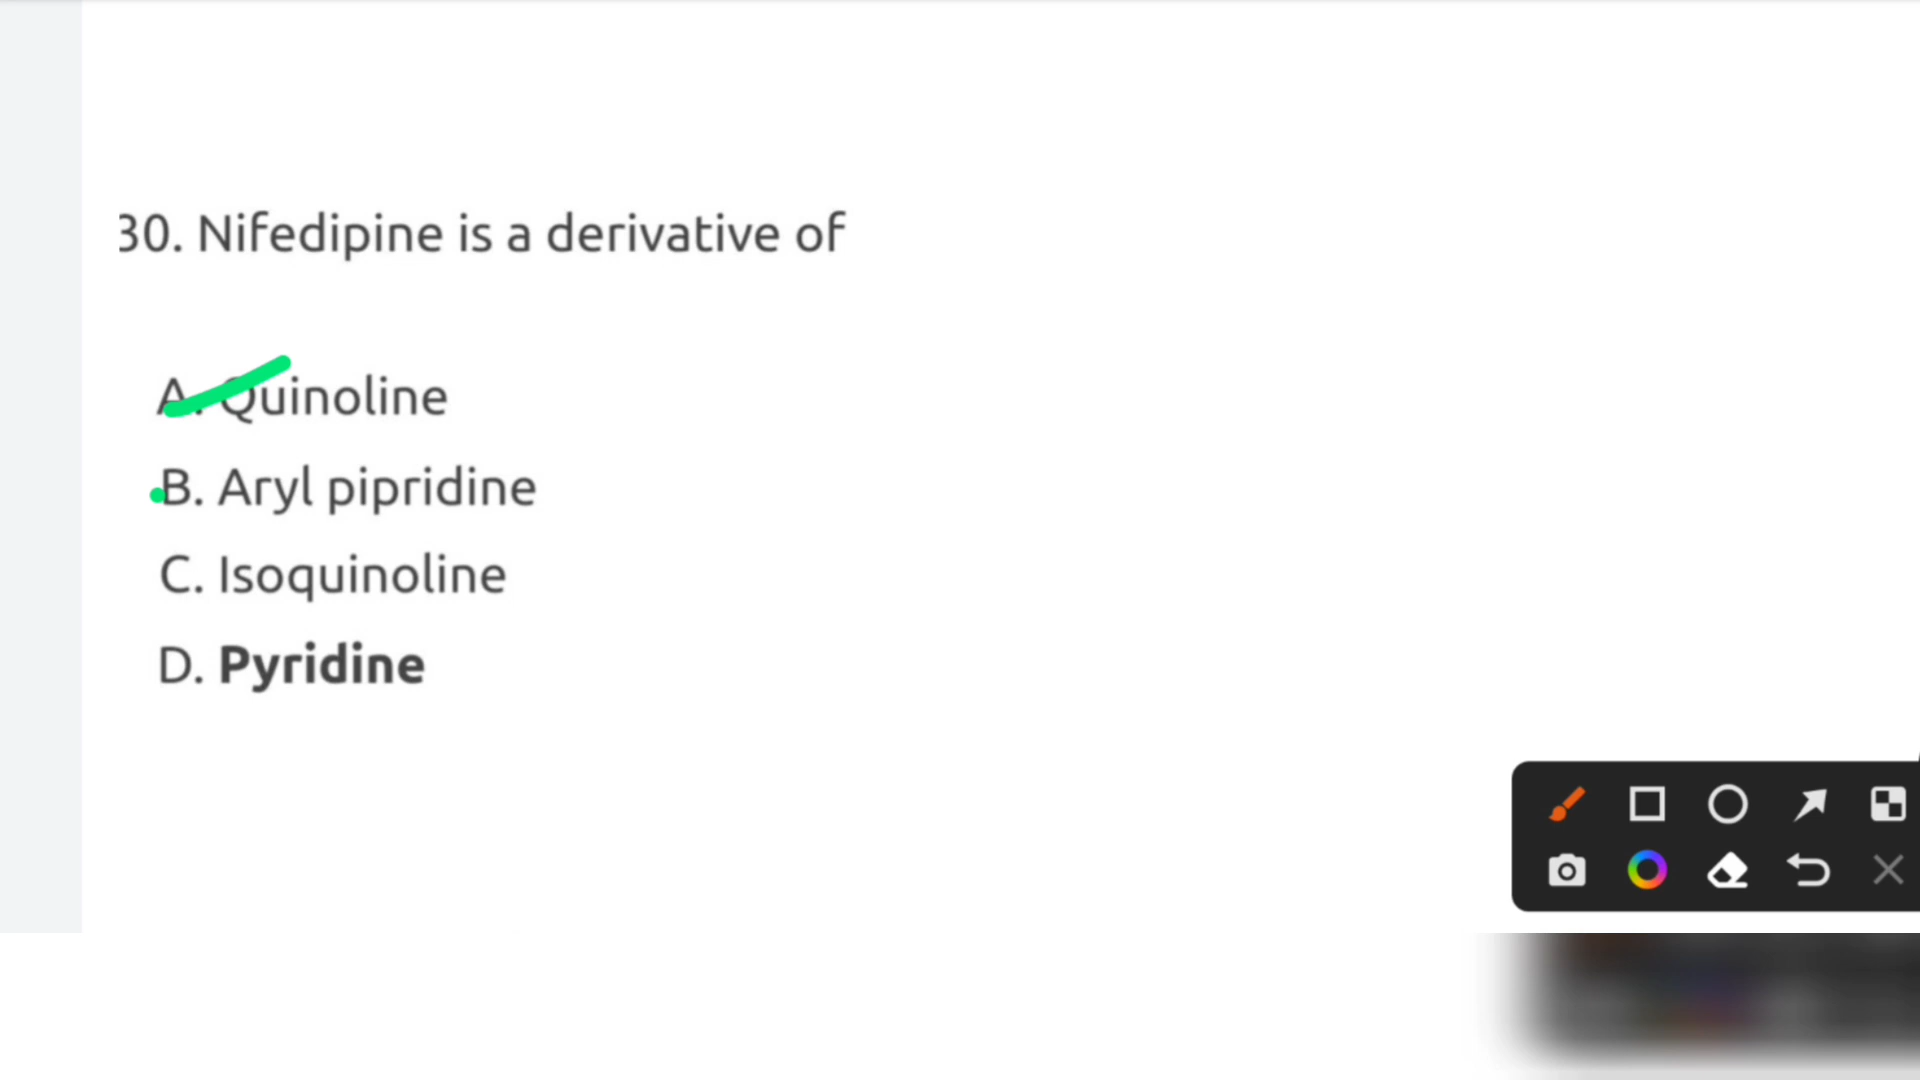 30. Nifedipine is a derivative of
A. Quinoline
B. Aryl pipridine
C. Isoquinoline
D. Pyridine